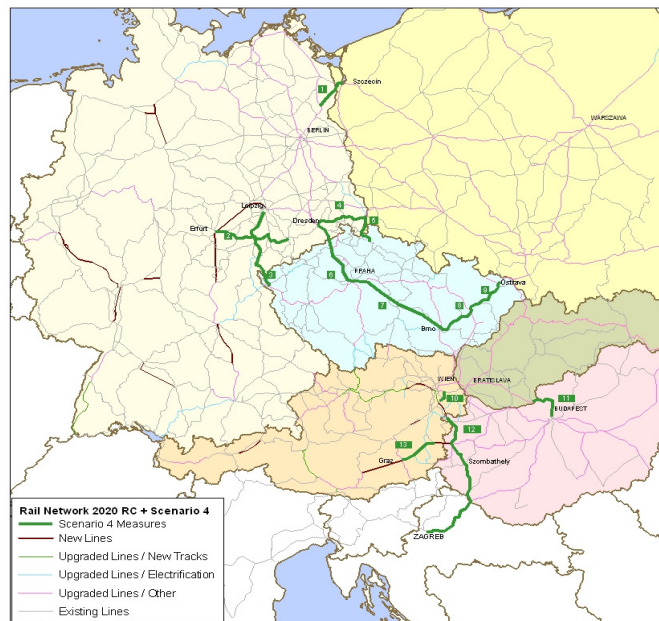 1
Szczecin
WARSZAWA
BERLIN
Leipzig
4
Erfurt
2
Dresden
5
3
6
PRAHA
9
Ostrava
7
8
Brno
WIEN
BRATISLAVA
10
11
BUDAPEST
12
13
Graz
Szombathely
ZAGREB
Rail Network 2020 RC + Scenario 4
Scenario 4 Measures
New Lines
Upgraded Lines / New Tracks
Upgraded Lines / Electrification
Upgraded Lines / Other
Existing Lines